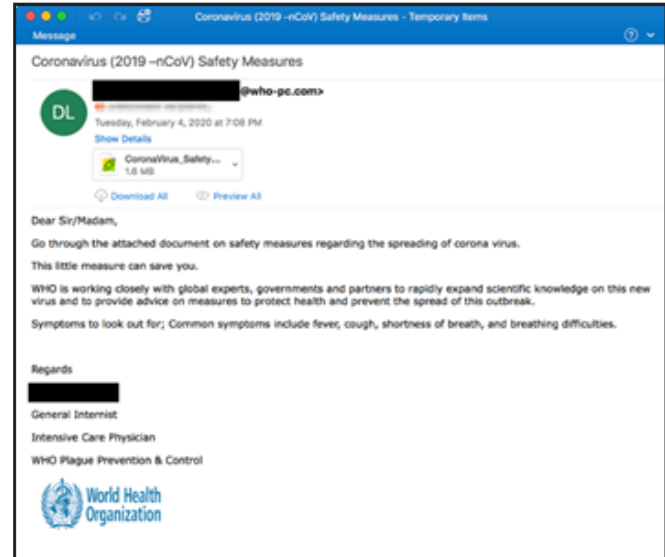 Coronavirus (2019 –nCoV) Safety Measures - Temporary Items
Message
Coronavirus (2019 –nCoV) Safety Measures
@who-pc.com>
DL
Tuesday, February 4, 2020 at 7:08 PM
Show Details
CoronaVirus_Safety...
1.6 MB
Download All Preview All
Dear Sir/Madam,
Go through the attached document on safety measures regarding the spreading of corona virus.
This little measure can save you.
WHO is working closely with global experts, governments and partners to rapidly expand scientific knowledge on this new
virus and to provide advice on measures to protect health and prevent the spread of this outbreak.
Symptoms to look out for; Common symptoms include fever, cough, shortness of breath, and breathing difficulties.
Regards
General Internist
Intensive Care Physician
WHO Plague Prevention & Control
World Health
Organization